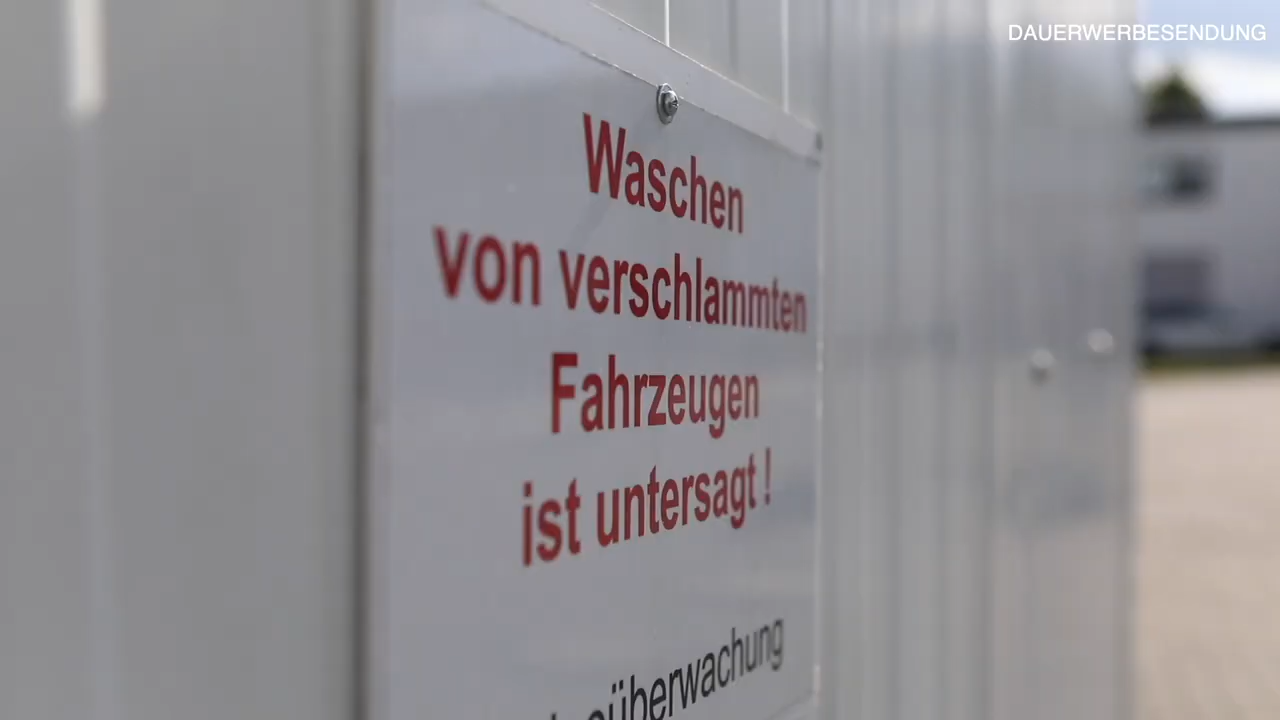 DAUERWERBESENDUNG
Waschen
von verschlammten
Fahrzeugen
ist untersagt !